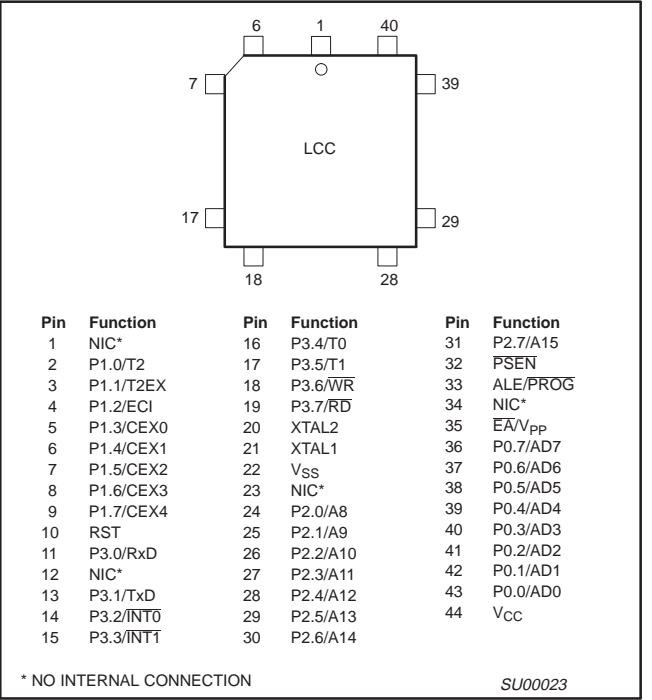 6 1 40
7 39
LCC
17 29
18 28
Pin Function Pin Function Pin Function
1 NIC* 16 P3.4/T0 31 P2.7/A15
2 P1.0/T2 17 P3.5/T1 32 P̅S̅E̅N̅
3 P1.1/T2EX 18 P3.6/W̅R̅ 33 ALE/P̅R̅O̅G̅
4 P1.2/ECI 19 P3.7/R̅D̅ 34 NIC*
5 P1.3/CEX0 20 XTAL2 35 E̅A̅/VPP
6 P1.4/CEX1 21 XTAL1 36 P0.7/AD7
7 P1.5/CEX2 22 VSS 37 P0.6/AD6
8 P1.6/CEX3 23 NIC* 38 P0.5/AD5
9 P1.7/CEX4 24 P2.0/A8 39 P0.4/AD4
10 RST 25 P2.1/A9 40 P0.3/AD3
11 P3.0/RxD 26 P2.2/A10 41 P0.2/AD2
12 NIC* 27 P2.3/A11 42 P0.1/AD1
13 P3.1/TxD 28 P2.4/A12 43 P0.0/AD0
14 P3.2/I̅N̅T̅0̅ 29 P2.5/A13 44 VCC
15 P3.3/I̅N̅T̅1̅ 30 P2.6/A14
* NO INTERNAL CONNECTION SU00023